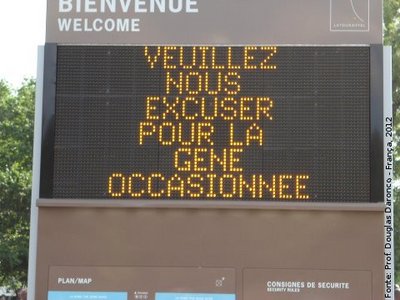 BIENVENUE
WELCOME
VEUILLEZ
NOUS
EXCUSER
POUR LA
GENE
OCCASIONNEE
PLAN/MAP
CONSIGNES DE SECURITE
SECURITY RULES
Fonte: Prof. Douglas Daronco - França, 2012